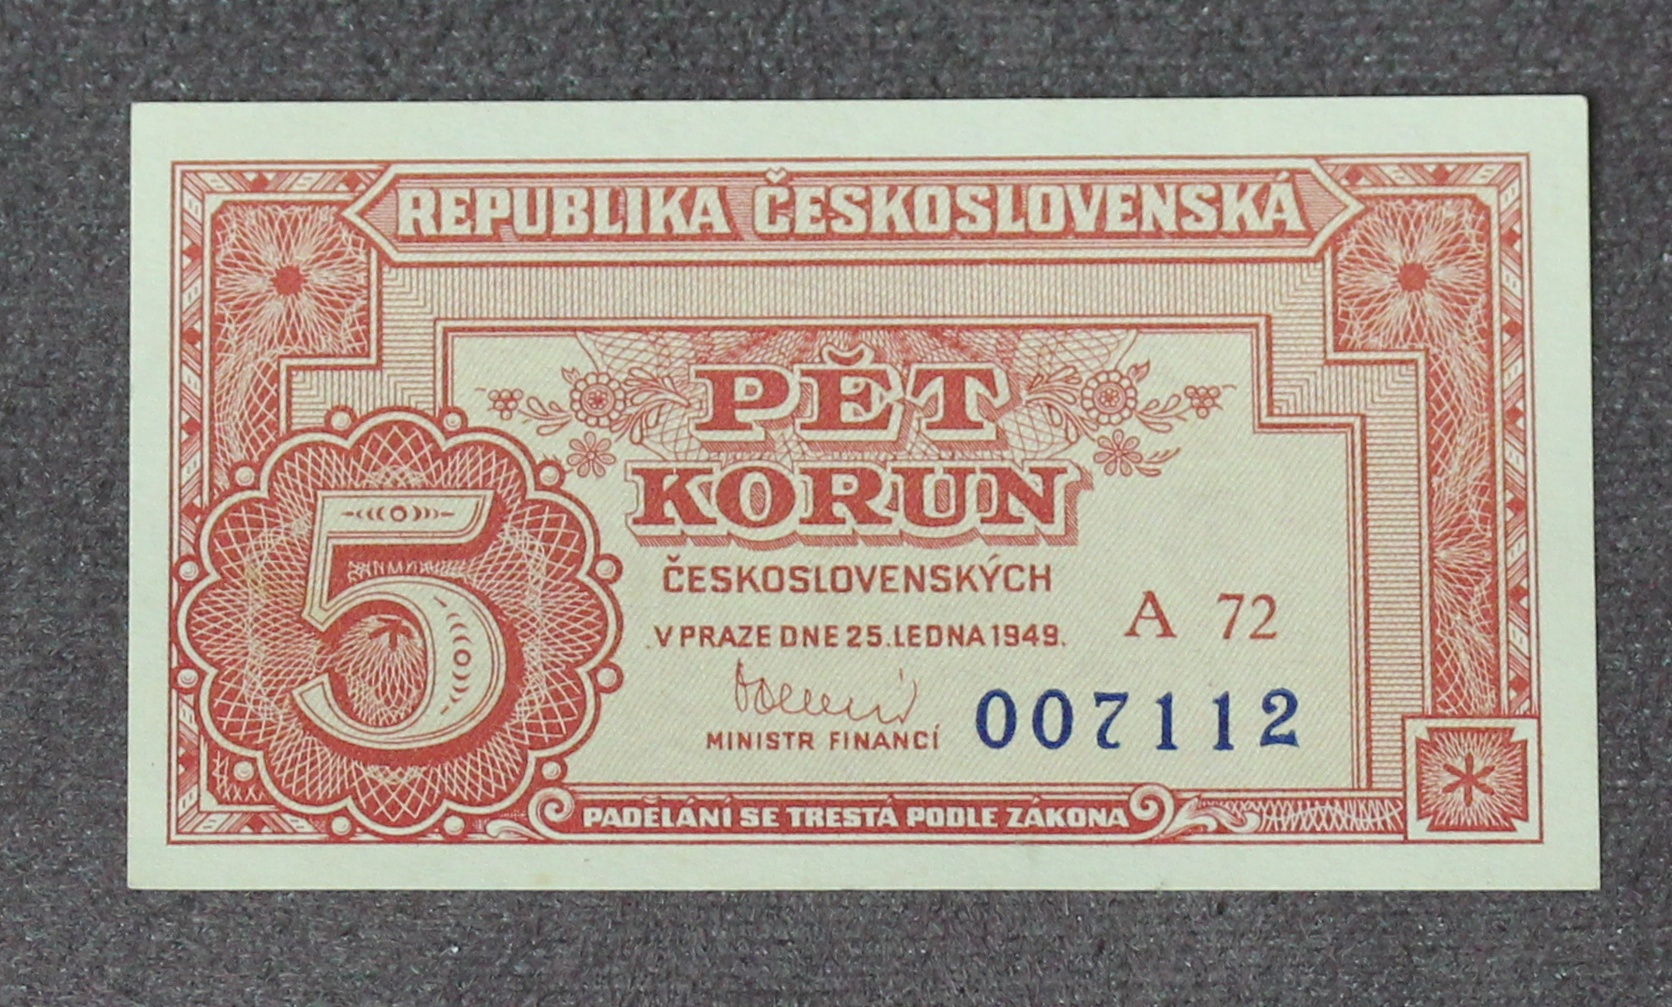 REPUBLIKA ČESKOSLOVENSKÁ
PĚT
KORUN
5
ČESKOSLOVENSKÝCH
V PRAZE DNE 25. LEDNA 1949.
A 72
007112
MINISTR FINANCÍ
PADĚLÁNÍ SE TRESTÁ PODLE ZÁKONA